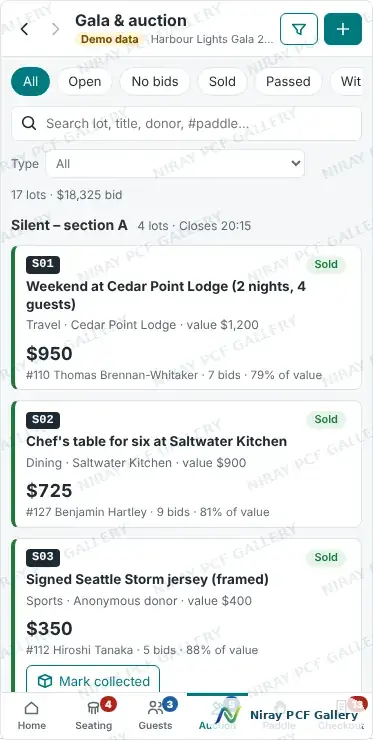 Gala & auction
Demo data Harbour Lights Gala 2...
All Open No bids Sold Passed Wit
Search lot, title, donor, #paddle...
Type All
17 lots · $18,325 bid
Silent – section A 4 lots · Closes 20:15
S01 Sold
Weekend at Cedar Point Lodge (2 nights, 4
guests)
Travel · Cedar Point Lodge · value $1,200
$950
#110 Thomas Brennan-Whitaker · 7 bids · 79% of value
S02 Sold
Chef's table for six at Saltwater Kitchen
Dining · Saltwater Kitchen · value $900
$725
#127 Benjamin Hartley · 9 bids · 81% of value
S03 Sold
Signed Seattle Storm jersey (framed)
Sports · Anonymous donor · value $400
$350
#112 Hiroshi Tanaka · 5 bids · 88% of value
Mark collected
4 3
Home Seating Guests Auction Paddle Checkout
Niray PCF Gallery
NIRAY PCF GALLERY